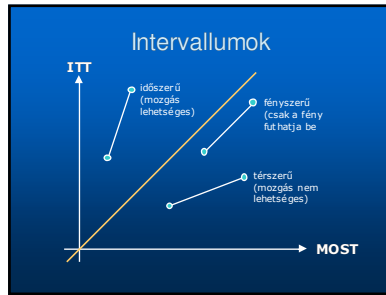 Intervallumok
ITT
időszerű
(mozgás
lehetséges)
fényszerű
(csak a fény
futhatja be
térszerű
(mozgás nem
lehetséges)
MOST